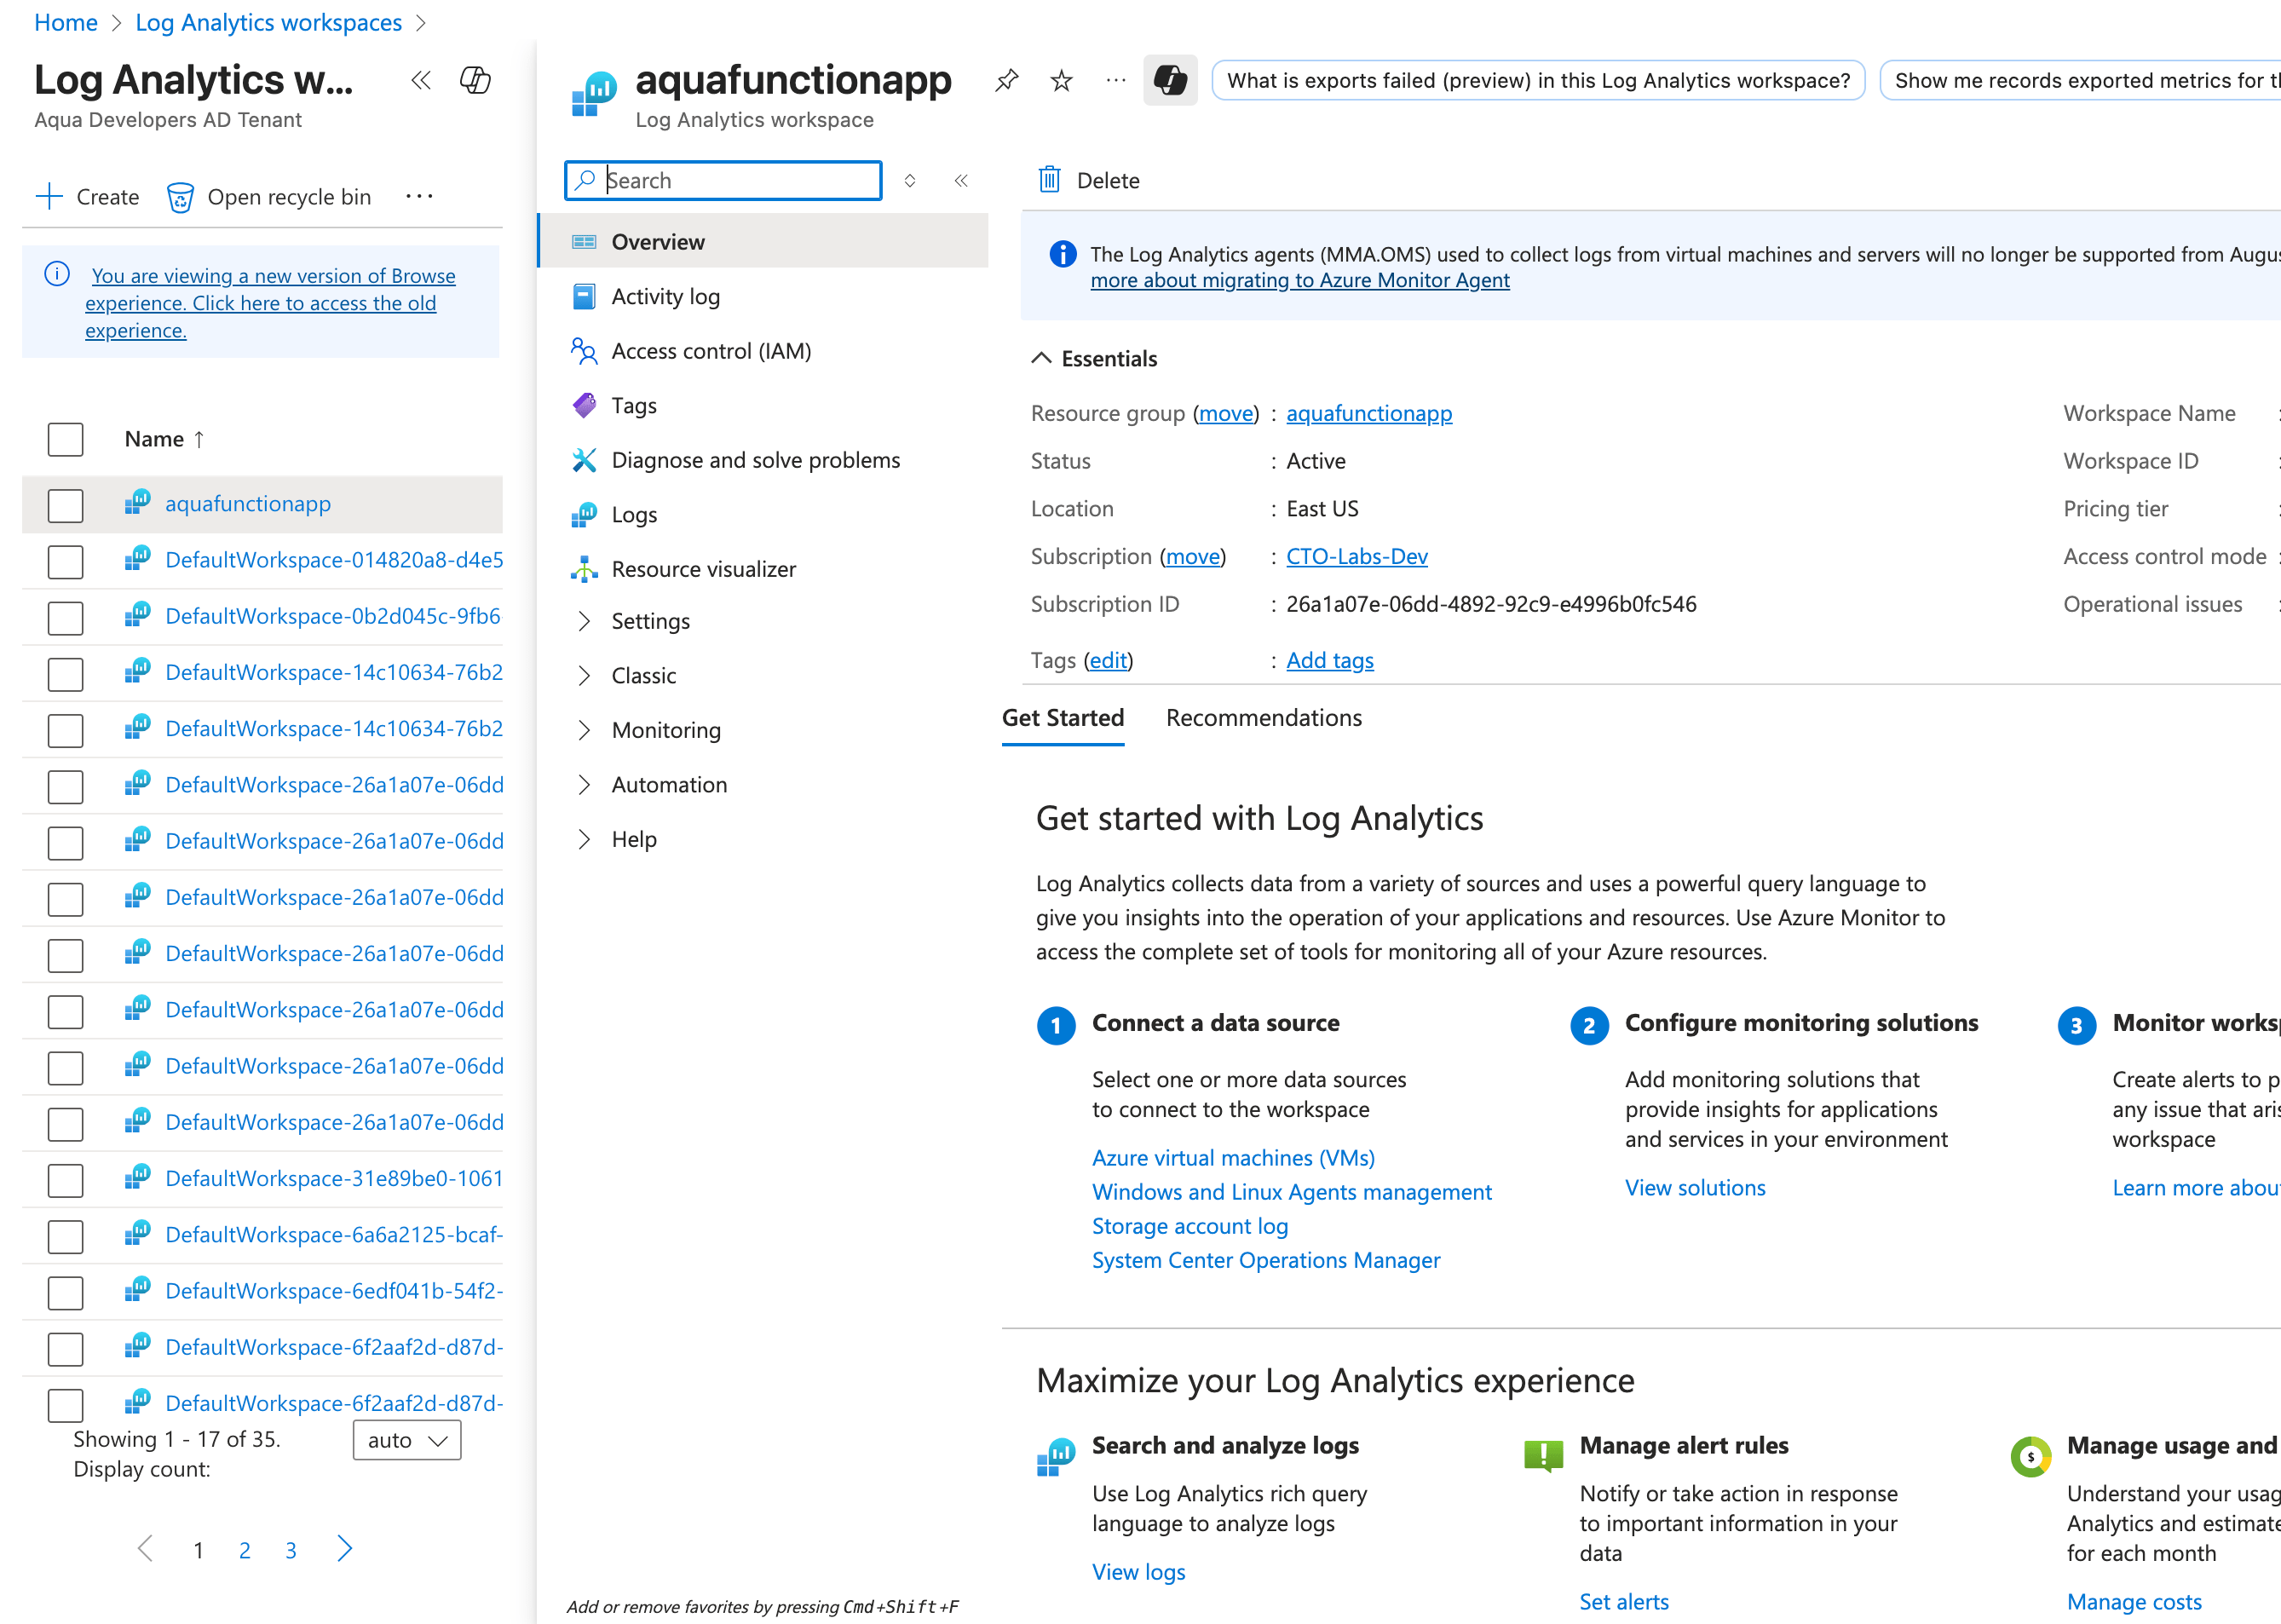 Home > Log Analytics workspaces >
Log Analytics w...
Aqua Developers AD Tenant
Create
Open recycle bin
You are viewing a new version of Browse
experience. Click here to access the old
experience.
Name ↑
aquafunctionapp
DefaultWorkspace-014820a8-d4e5
DefaultWorkspace-0b2d045c-9fb6
DefaultWorkspace-14c10634-76b2
DefaultWorkspace-14c10634-76b2
DefaultWorkspace-26a1a07e-06dd
DefaultWorkspace-26a1a07e-06dd
DefaultWorkspace-26a1a07e-06dd
DefaultWorkspace-26a1a07e-06dd
DefaultWorkspace-26a1a07e-06dd
DefaultWorkspace-26a1a07e-06dd
DefaultWorkspace-26a1a07e-06dd
DefaultWorkspace-31e89be0-1061
DefaultWorkspace-6a6a2125-bcaf-
DefaultWorkspace-6edf041b-54f2-
DefaultWorkspace-6f2aaf2d-d87d-
DefaultWorkspace-6f2aaf2d-d87d-
Showing 1 - 17 of 35.
Display count:
auto
1 2 3
aquafunctionapp
Log Analytics workspace
What is exports failed (preview) in this Log Analytics workspace?
Show me records exported metrics for
Search
Overview
Activity log
Access control (IAM)
Tags
Diagnose and solve problems
Logs
Resource visualizer
Settings
Classic
Monitoring
Automation
Help
Add or remove favorites by pressing Cmd+Shift+F
Delete
The Log Analytics agents (MMA.OMS) used to collect logs from virtual machines and servers will no longer be supported from
more about migrating to Azure Monitor Agent
Essentials
Resource group (move) : aquafunctionapp
Status : Active
Location : East US
Subscription (move) : CTO-Labs-Dev
Subscription ID : 26a1a07e-06dd-4892-92c9-e4996b0fc546
Tags (edit) : Add tags
Workspace Name :
Workspace ID :
Pricing tier :
Access control mode :
Operational issues :
Get Started
Recommendations
Get started with Log Analytics
Log Analytics collects data from a variety of sources and uses a powerful query language to
give you insights into the operation of your applications and resources. Use Azure Monitor to
access the complete set of tools for monitoring all of your Azure resources.
1 Connect a data source
Select one or more data sources
to connect to the workspace
Azure virtual machines (VMs)
Windows and Linux Agents management
Storage account log
System Center Operations Manager
2 Configure monitoring solutions
Add monitoring solutions that
provide insights for applications
and services in your environment
View solutions
3 Monitor
Create alerts to
any issue that
workspace
Learn more
Maximize your Log Analytics experience
Search and analyze logs
Use Log Analytics rich query
language to analyze logs
View logs
Manage alert rules
Notify or take action in response
to important information in your
data
Set alerts
Manage usage and
Understand your
Analytics and
for each month
Manage costs